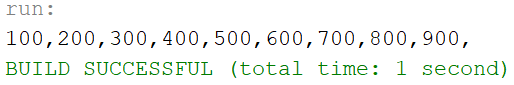 run:
100,200,300,400,500,600,700,800,900,
BUILD SUCCESSFUL (total time: 1 second)